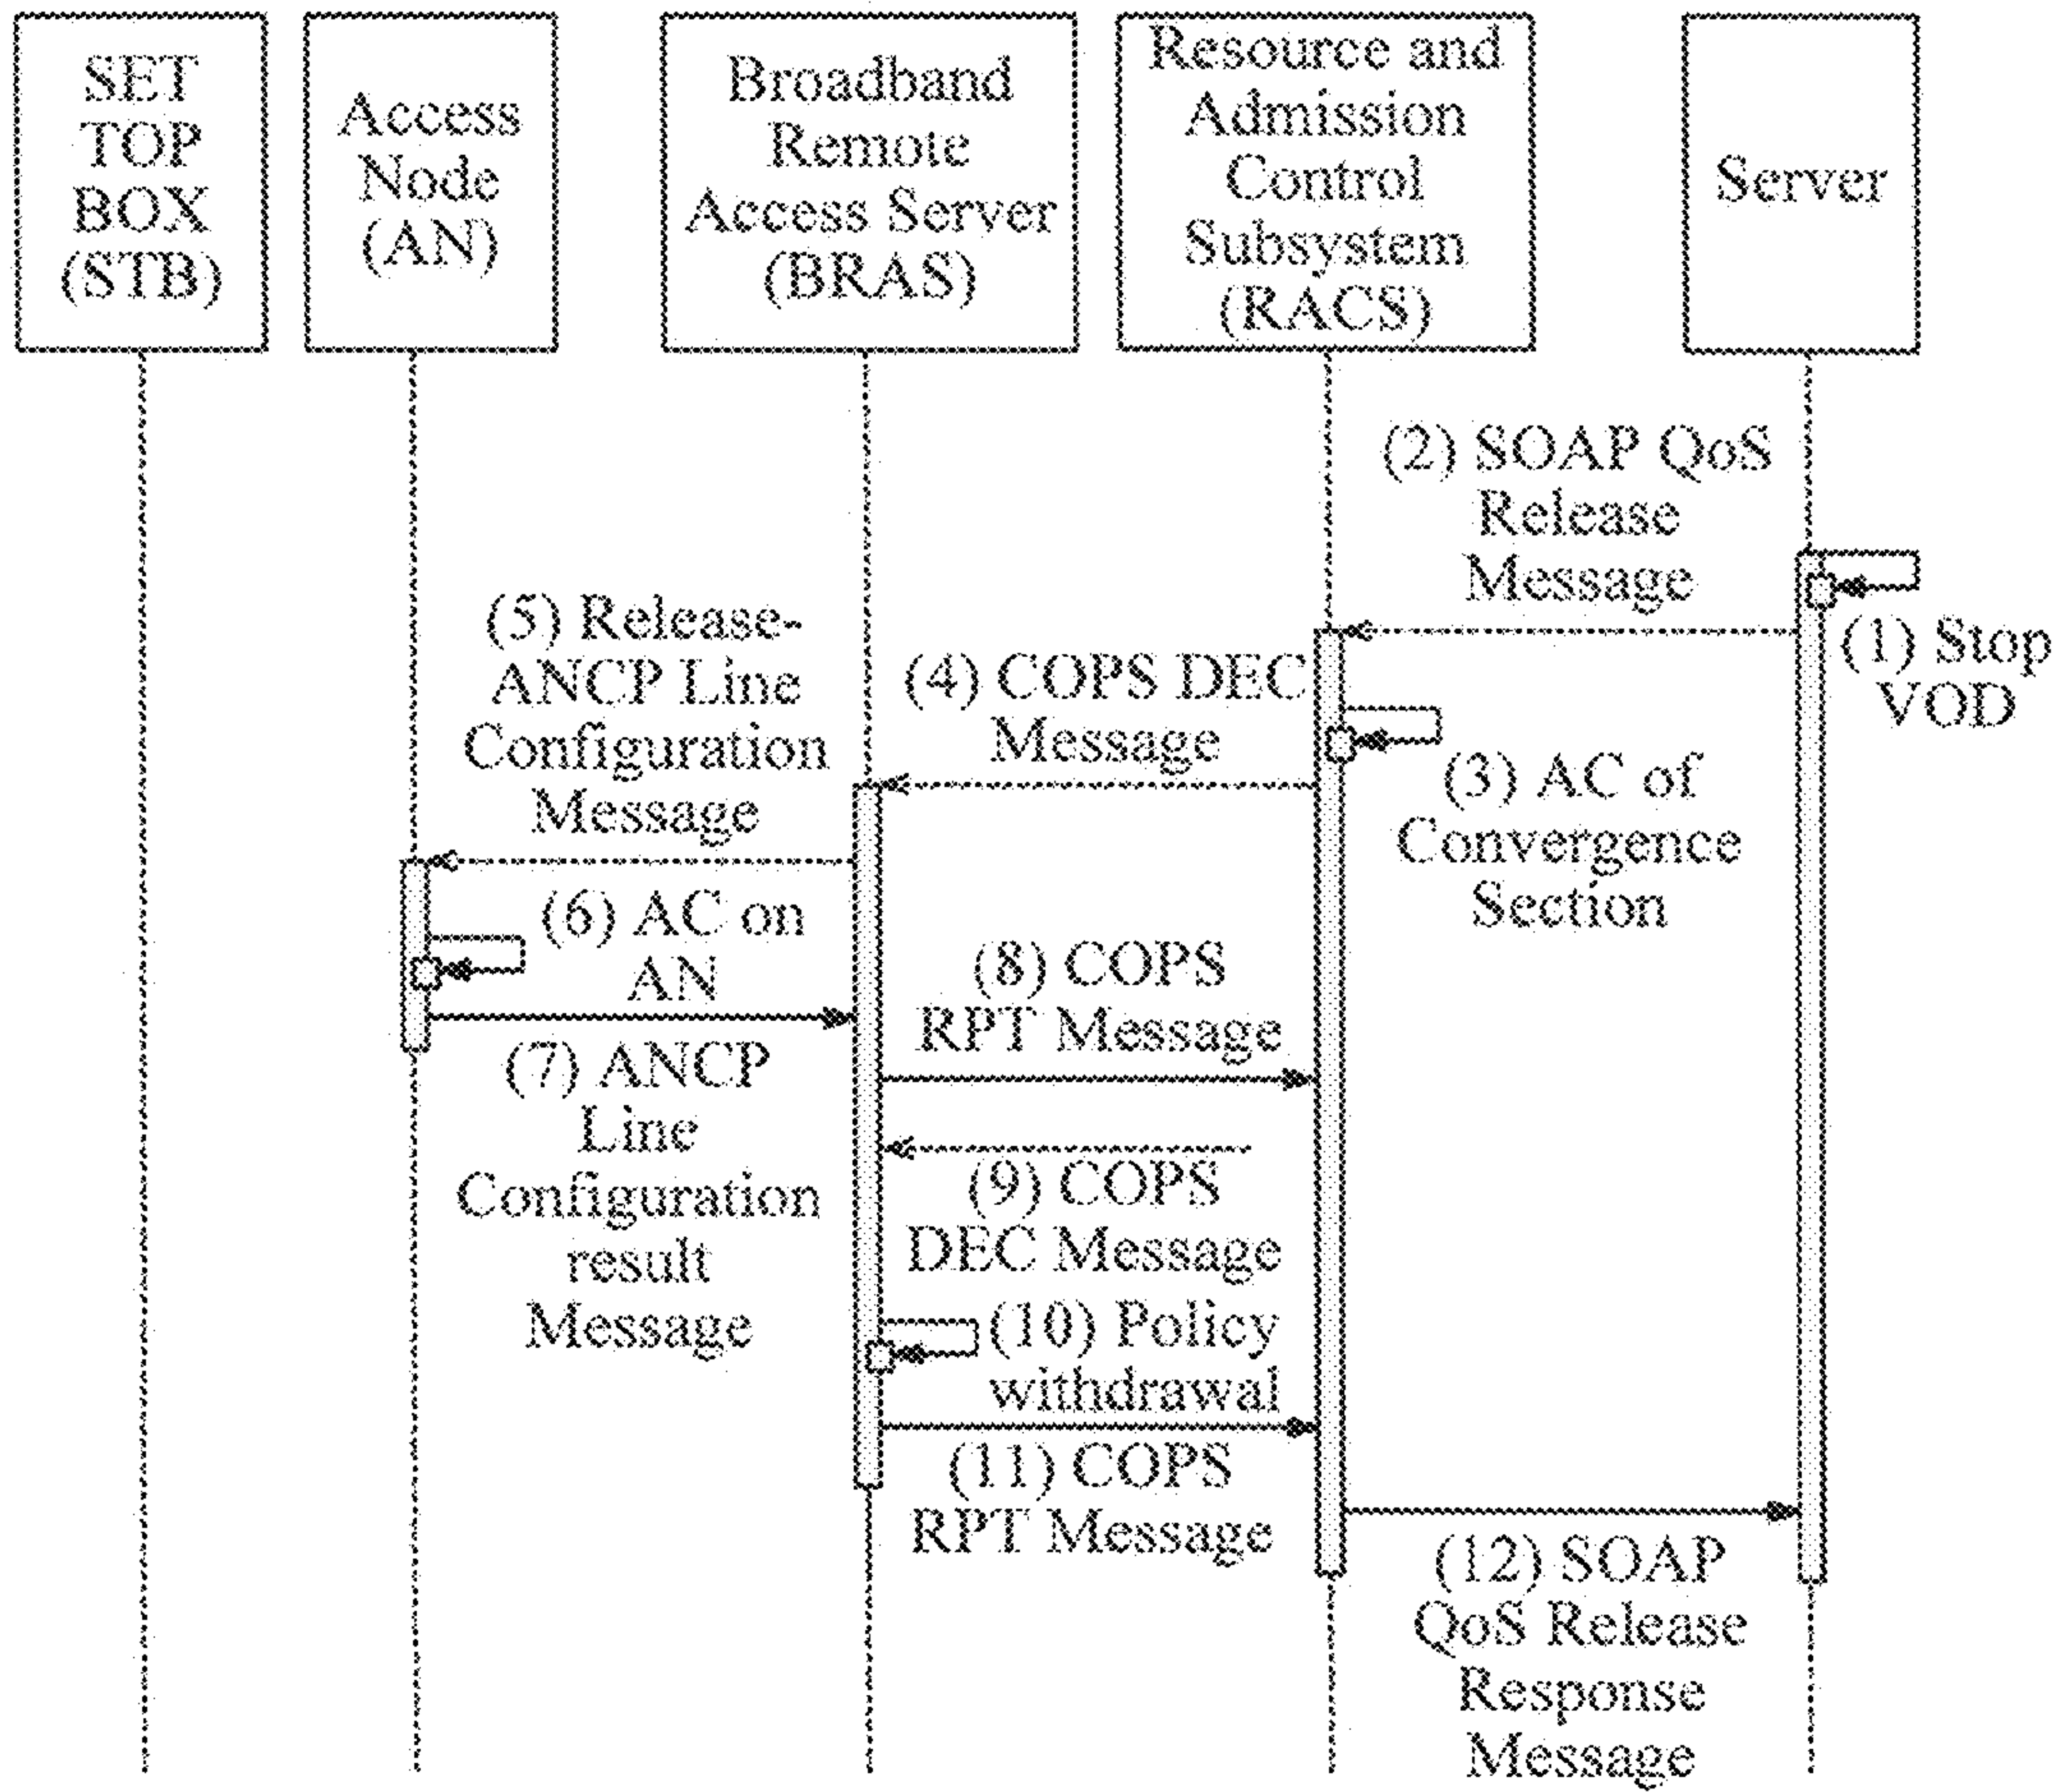 SET
TOP
BOX
(STB)
Access
Node
(AN)
Broadband
Remote
Access Server
(BRAS)
Resource and
Admission
Control
Subsystem
(RACS)
Server
(2) SOAP QoS
Release
Message
(1) Stop
VOD
(5) Release-
ANCP Line
Configuration
Message
(4) COPS DEC
Message
(3) AC of
Convergence
Section
(6) AC on
AN
(8) COPS
RPT Message
(7) ANCP
Line
Configuration
result
Message
(9) COPS
DEC Message
(10) Policy
withdrawal
(11) COPS
RPT Message
(12) SOAP
QoS Release
Response
Message